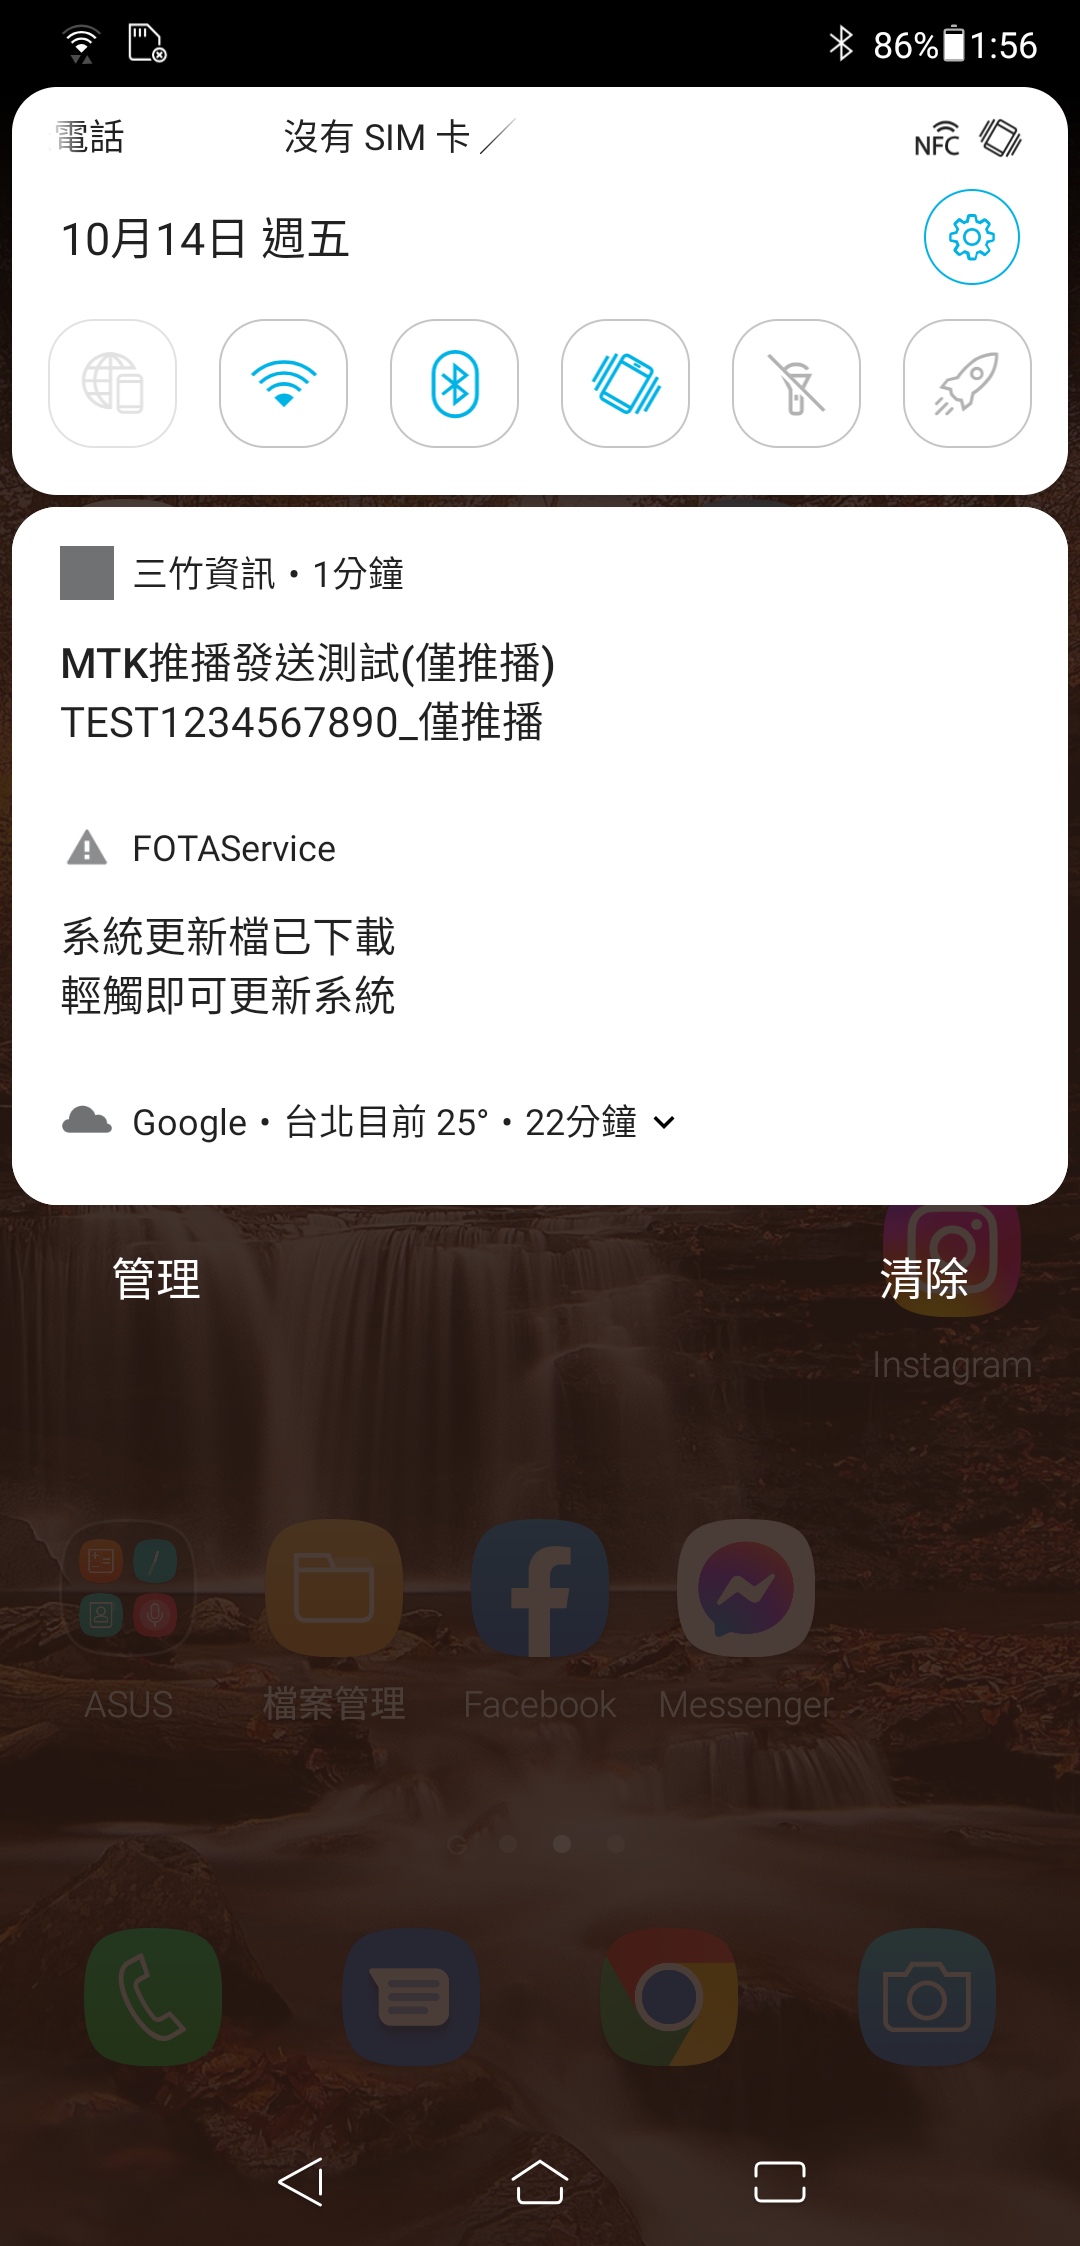 86% 1:56
電話 沒有 SIM 卡 NFC
10月14日 週五
三竹資訊 • 1分鐘
MTK推播發送測試(僅推播)
TEST1234567890_僅推播
FOTAService
系統更新檔已下載
輕觸即可更新系統
Google • 台北目前 25° • 22分鐘
管理 清除
Instagram
ASUS 檔案管理 Facebook Messenger